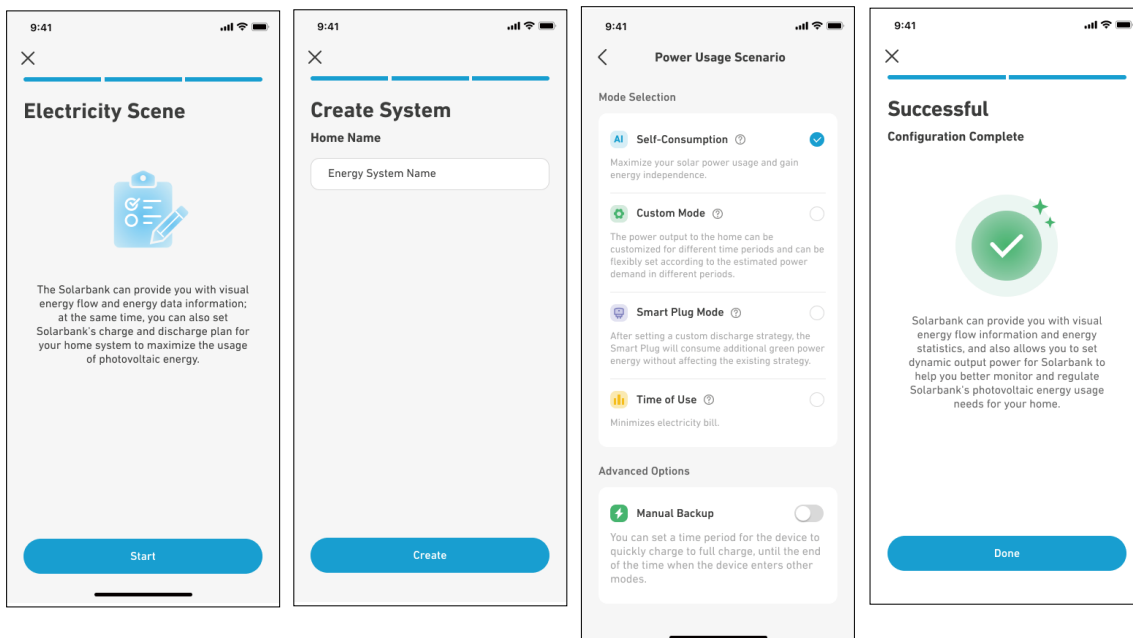 9:41
Electricity Scene
The Solarbank can provide you with visual
energy flow and energy data information;
at the same time, you can also set
Solarbank's charge and discharge plan for
your home system to maximize the usage
of photovoltaic energy.
Start
9:41
Create System
Home Name
Energy System Name
Create
9:41
Power Usage Scenario
Mode Selection
AI Self-Consumption ?
Maximize your solar power usage and gain
energy independence.
Custom Mode ?
The power output to the home can be
customized for different time periods and can be
flexibly set according to the estimated power
demand in different periods.
Smart Plug Mode ?
After setting a custom discharge strategy, the
Smart Plug will consume additional green power
energy without affecting the existing strategy.
Time of Use ?
Minimizes electricity bill.
Advanced Options
Manual Backup
You can set a time period for the device to
quickly charge to full charge, until the end
of the time when the device enters other
modes.
9:41
Successful
Configuration Complete
Solarbank can provide you with visual
energy flow information and energy
statistics, and also allows you to set
dynamic output power for Solarbank to
help you better monitor and regulate
Solarbank's photovoltaic energy usage
needs for your home.
Done